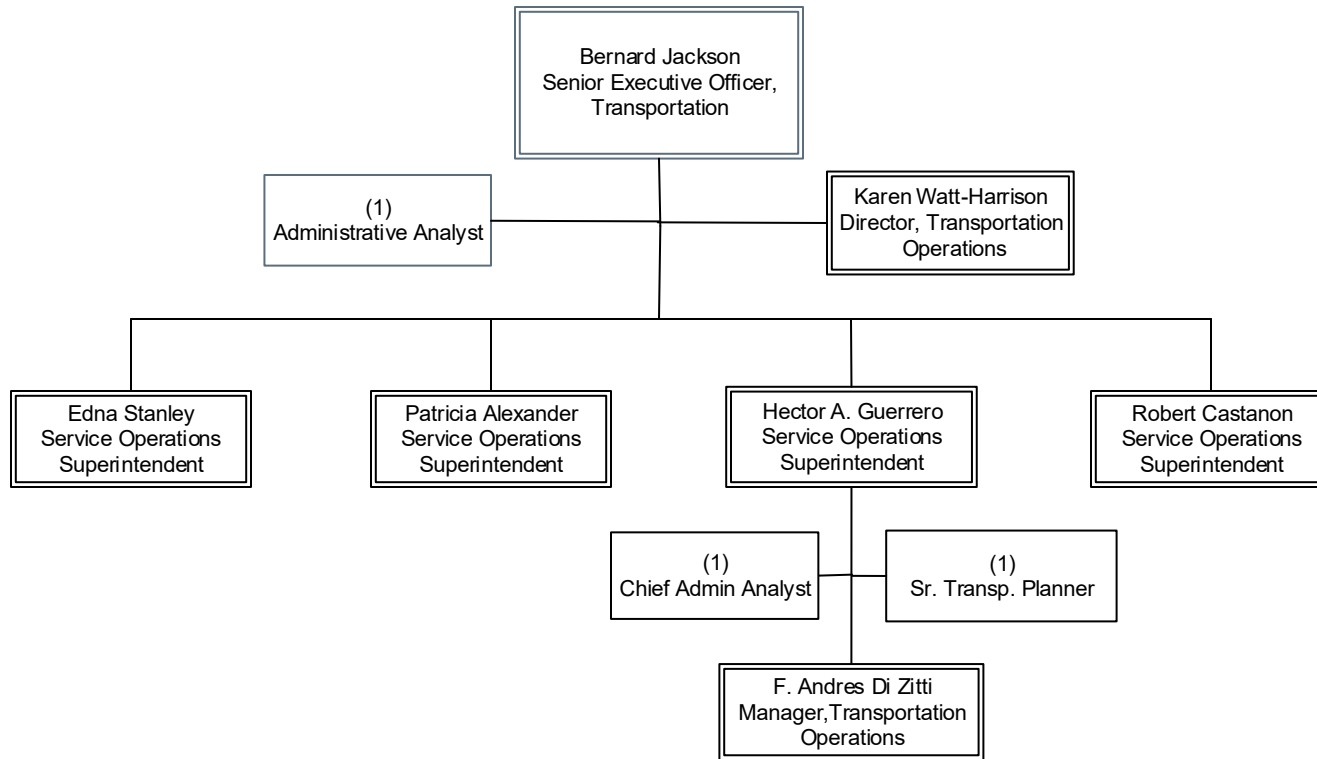 Bernard Jackson
Senior Executive Officer,
Transportation
(1)
Administrative Analyst
Karen Watt-Harrison
Director, Transportation
Operations
Edna Stanley
Service Operations
Superintendent
Patricia Alexander
Service Operations
Superintendent
Hector A. Guerrero
Service Operations
Superintendent
Robert Castanon
Service Operations
Superintendent
(1)
Chief Admin Analyst
(1)
Sr. Transp. Planner
F. Andres Di Zitti
Manager,Transportation
Operations